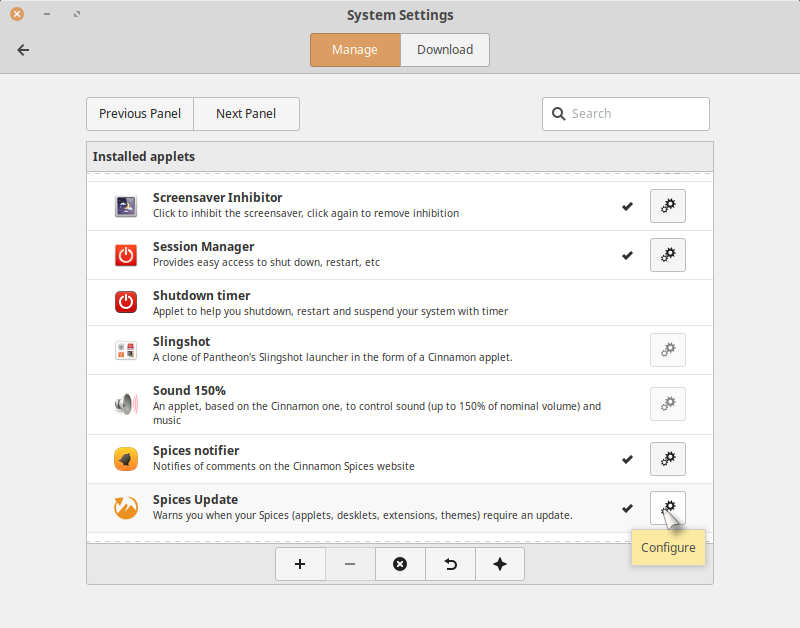 System Settings
Manage
Download
Previous Panel
Next Panel
Search
Installed applets
Screensaver Inhibitor
Click to inhibit the screensaver, click again to remove inhibition
Session Manager
Provides easy access to shut down, restart, etc
Shutdown timer
Applet to help you shutdown, restart and suspend your system with timer
Slingshot
A clone of Pantheon's Slingshot launcher in the form of a Cinnamon applet.
Sound 150%
An applet, based on the Cinnamon one, to control sound (up to 150% of nominal volume) and
music
Spices notifier
Notifies of comments on the Cinnamon Spices website
Spices Update
Warns you when your Spices (applets, desklets, extensions, themes) require an update.
Configure